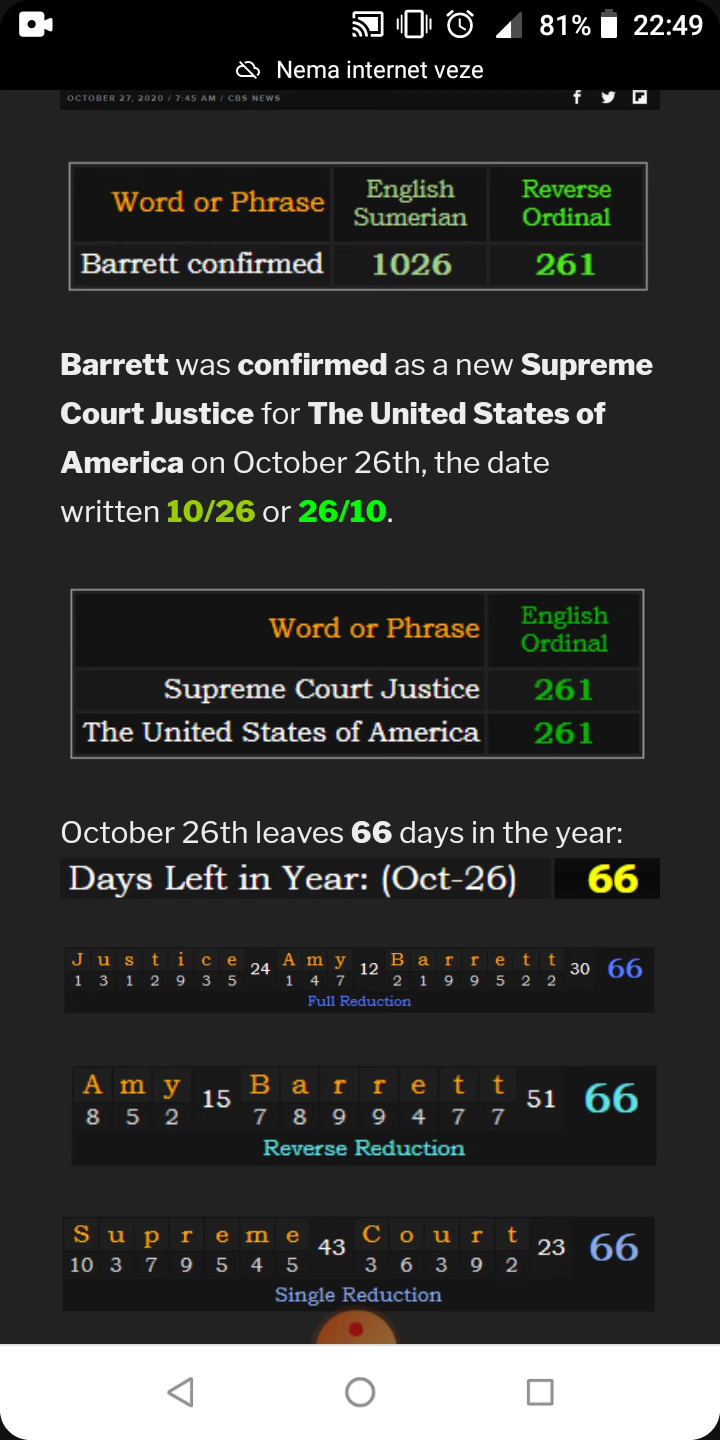 81% 22:49
Nema internet veze
OCTOBER 27, 2020 / 7:45 AM / CBS NEWS
Word or Phrase English Sumerian Reverse Ordinal
Barrett confirmed 1026 261
Barrett was confirmed as a new Supreme
Court Justice for The United States of
America on October 26th, the date
written 10/26 or 26/10.
Word or Phrase English Ordinal
Supreme Court Justice 261
The United States of America 261
October 26th leaves 66 days in the year:
Days Left in Year: (Oct-26) 66
J u s t i c e 24 A m y 12 B a r r e t t 30 66
1 3 1 2 9 3 5 1 4 7 2 1 9 9 5 2 2
Full Reduction
A m y 15 B a r r e t t 51 66
8 5 2 7 8 9 9 4 7 7
Reverse Reduction
S u p r e m e 43 C o u r t 23 66
10 3 7 9 5 4 5 3 6 3 9 2
Single Reduction